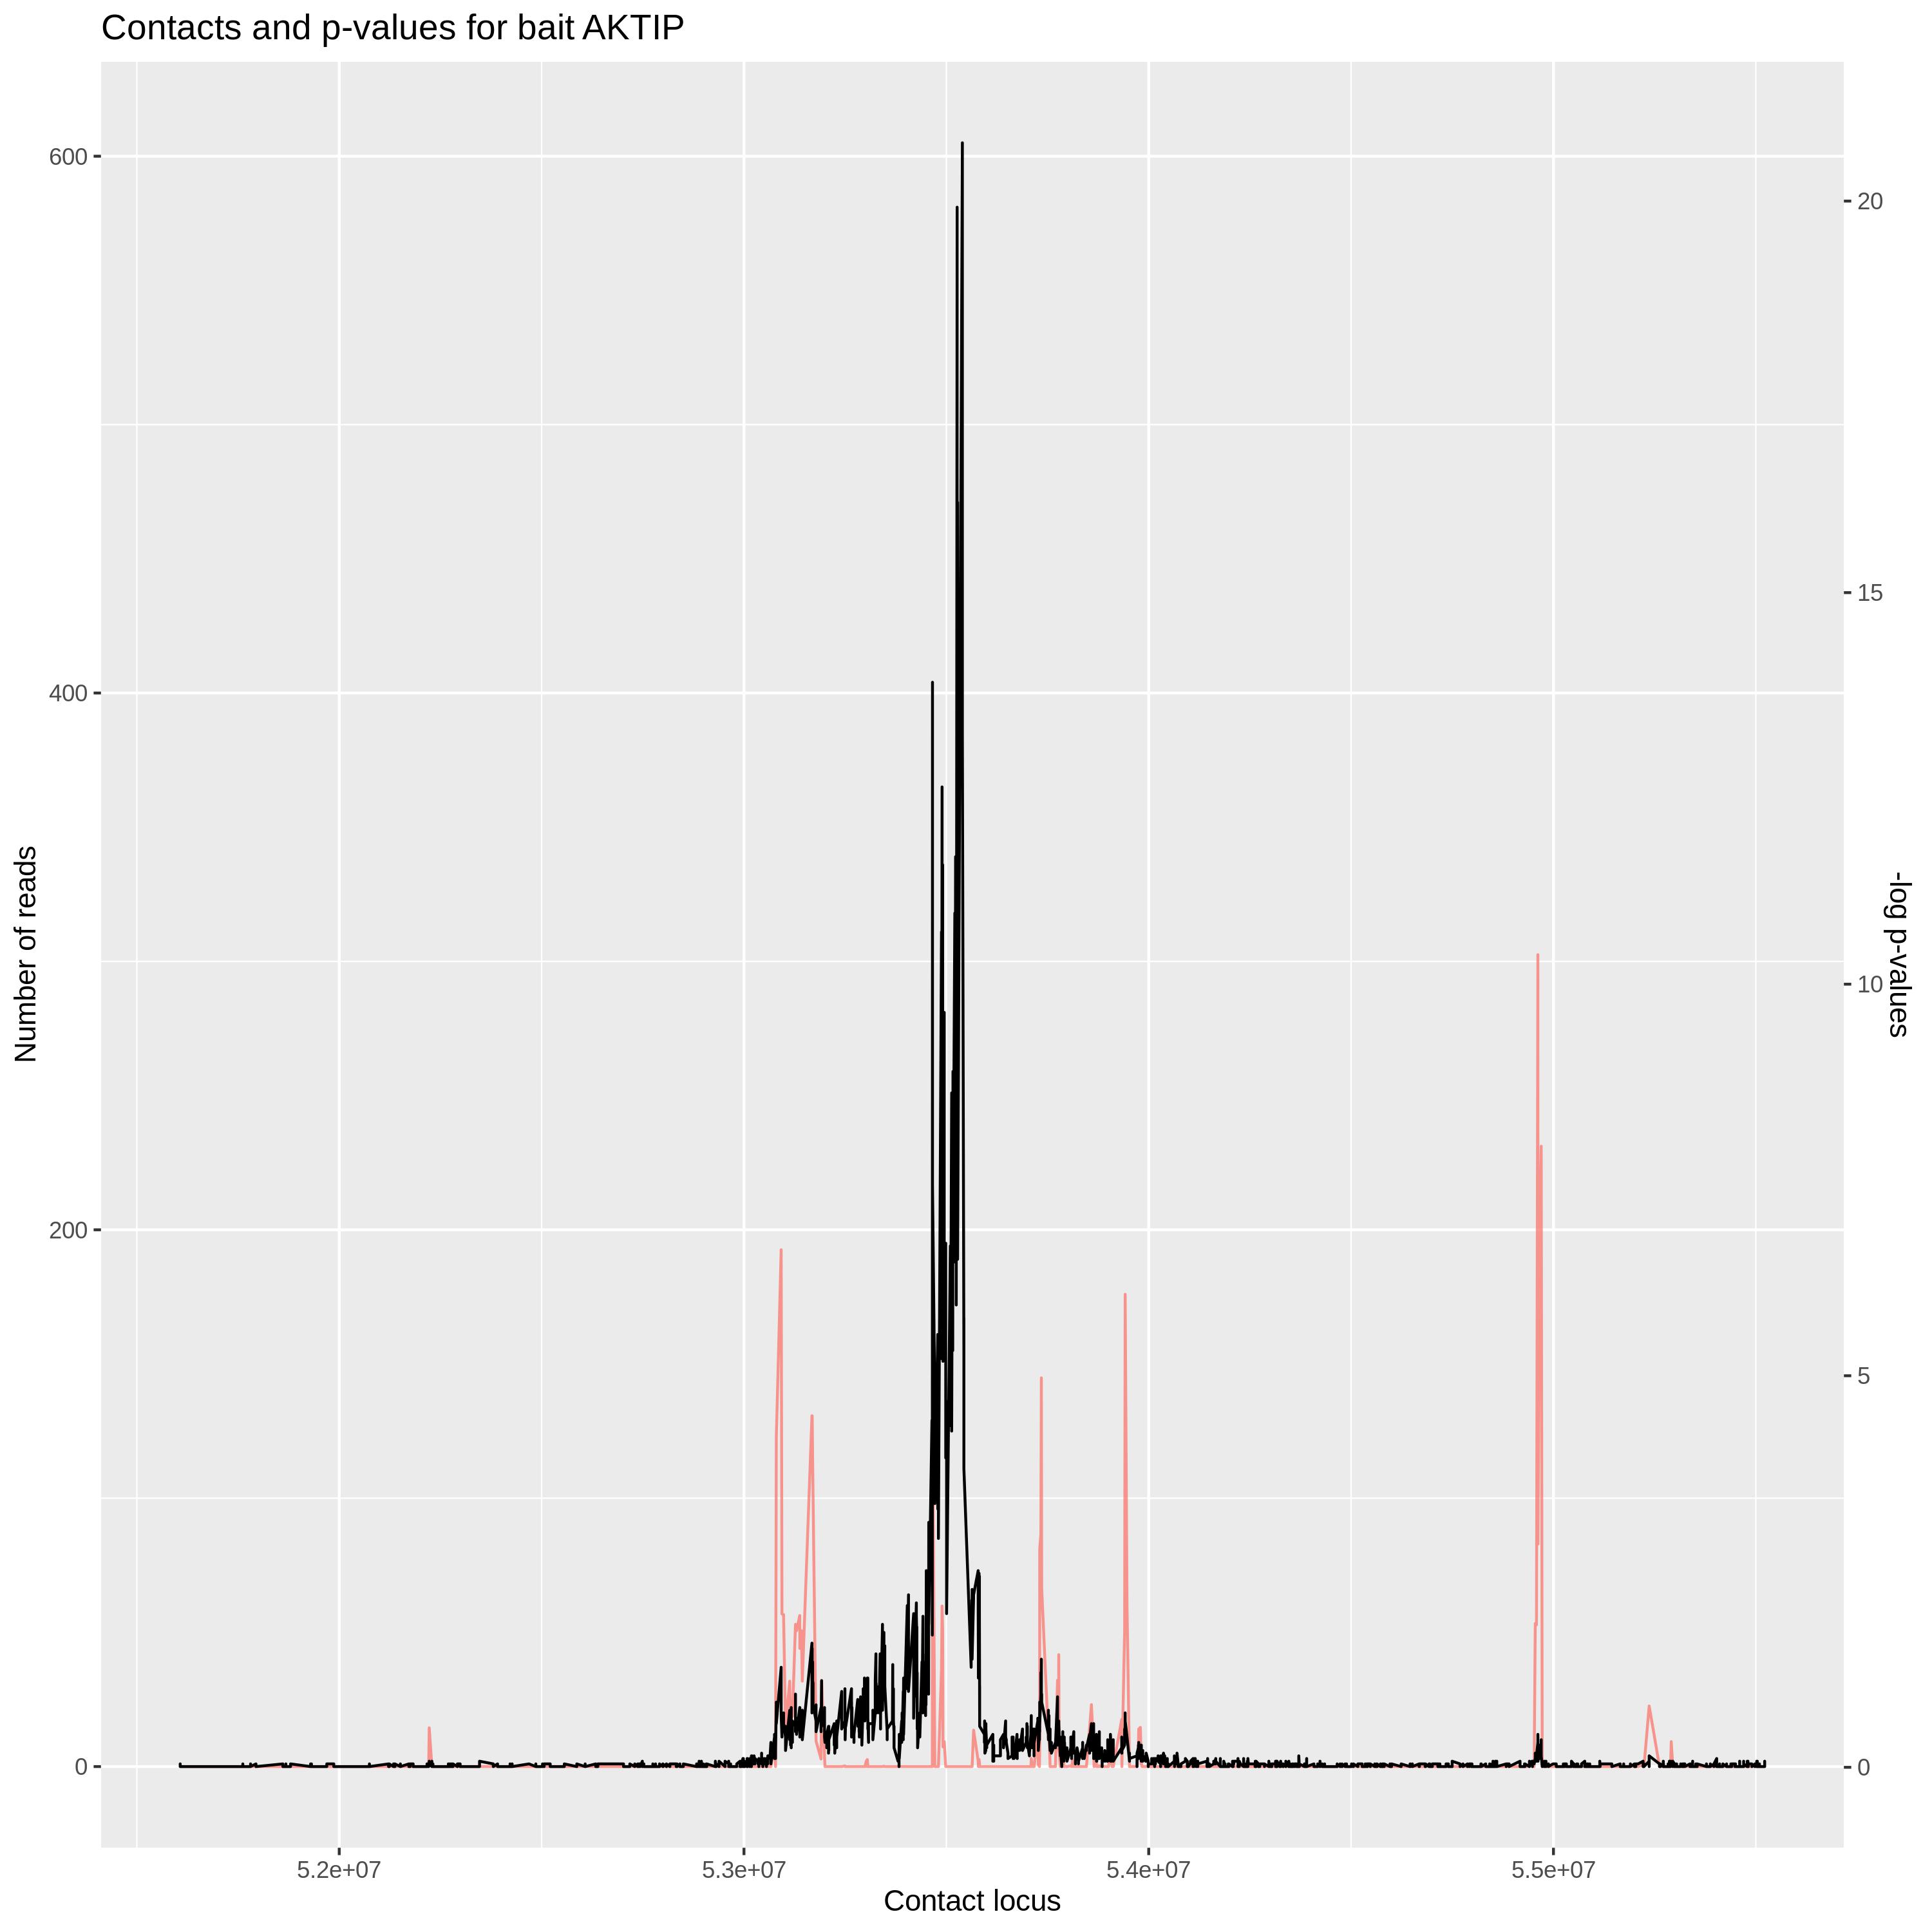 Contacts and p-values for bait AKTIP
600
400
200
0
Number of reads
20
15
10
5
0
-log p-values
5.2e+07
5.3e+07
5.4e+07
5.5e+07
Contact locus